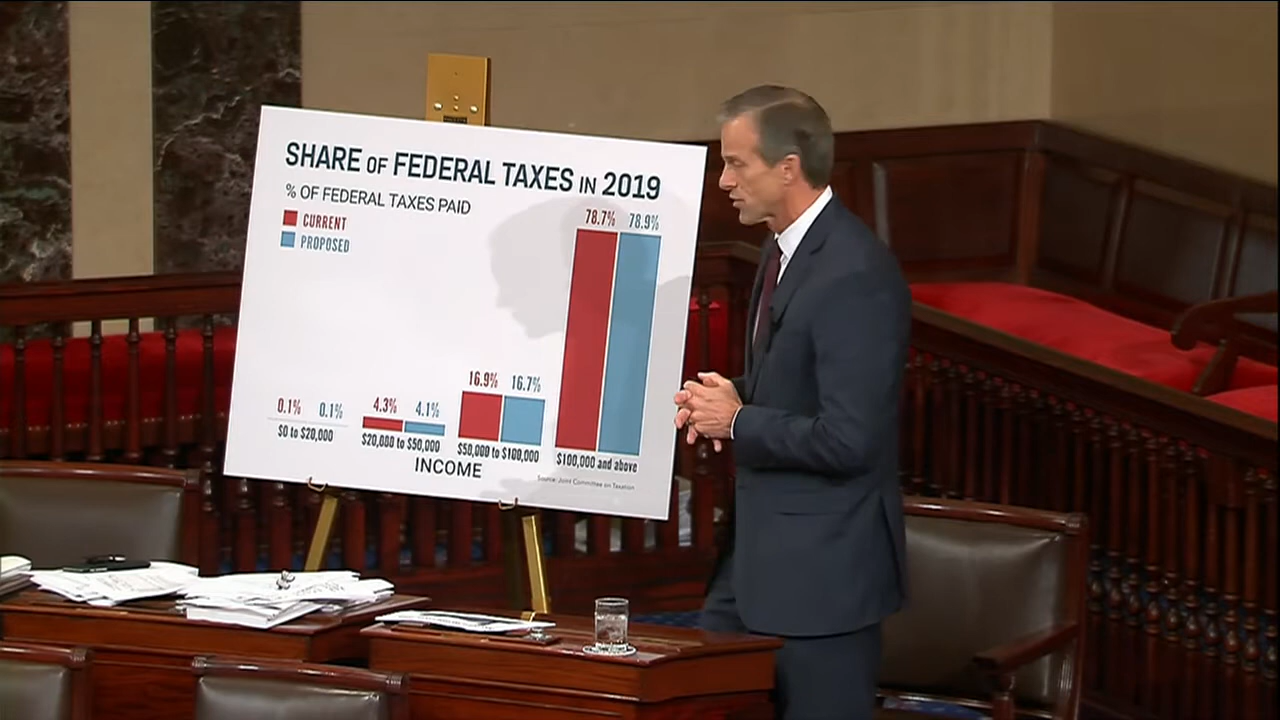 SHARE OF FEDERAL TAXES IN 2019
% OF FEDERAL TAXES PAID
CURRENT
PROPOSED
78.7% 78.9%
16.9% 16.7%
4.3% 4.1%
0.1% 0.1%
$0 to $20,000
$20,000 to $50,000
$50,000 to $100,000
$100,000 and above
INCOME
Source: Joint Committee on Taxation